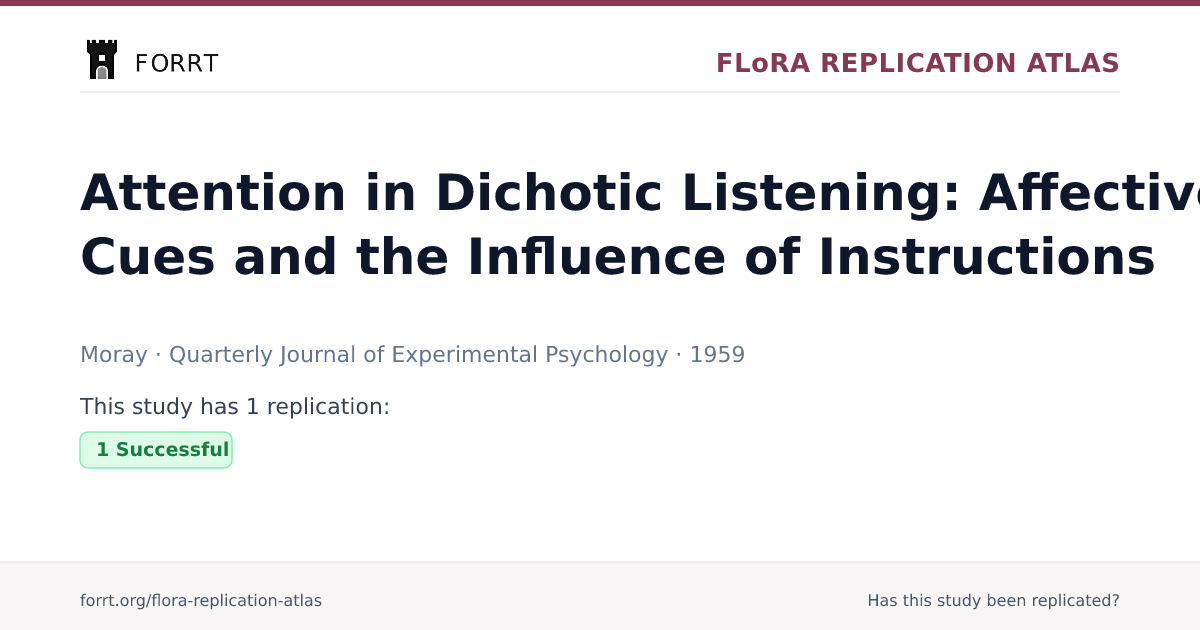 FORRT
FLoRA REPLICATION ATLAS
Attention in Dichotic Listening: Affective
Cues and the Influence of Instructions
Moray · Quarterly Journal of Experimental Psychology · 1959
This study has 1 replication:
1 Successful
forrt.org/flora-replication-atlas
Has this study been replicated?